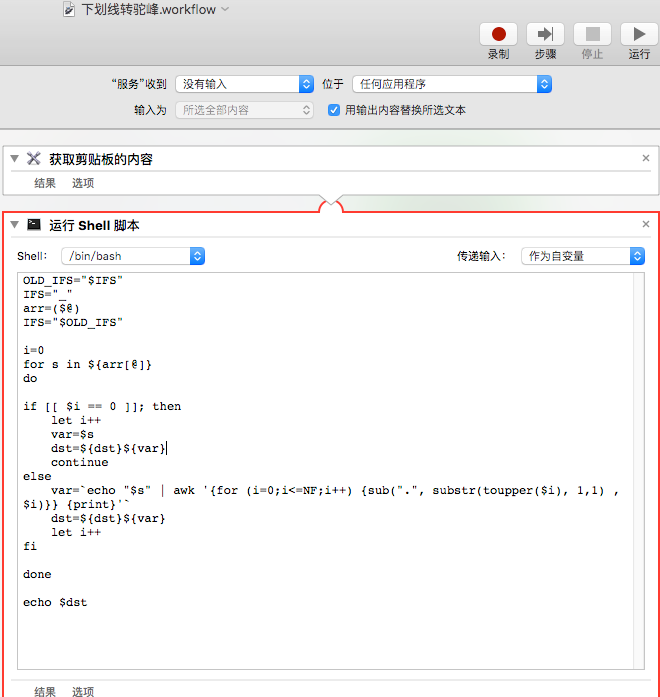 下划线转驼峰.workflow
录制 步骤 停止 运行
“服务”收到 没有输入 位于 任何应用程序
输入为 所选全部内容 用输出内容替换所选文本
获取剪贴板的内容
结果 选项
运行 Shell 脚本
Shell: /bin/bash 传递输入: 作为自变量
OLD_IFS="$IFS"
IFS="_"
arr=($@)
IFS="$OLD_IFS"
i=0
for s in ${arr[@]}
do
if [[ $i == 0 ]]; then
let i++
var=$s
dst=${dst}${var}
continue
else
var=`echo "$s" | awk '{for (i=0;i<=NF;i++) {sub(".", substr(toupper($i), 1,1) ,
$i)}} {print}'`
dst=${dst}${var}
let i++
fi
done
echo $dst
结果 选项